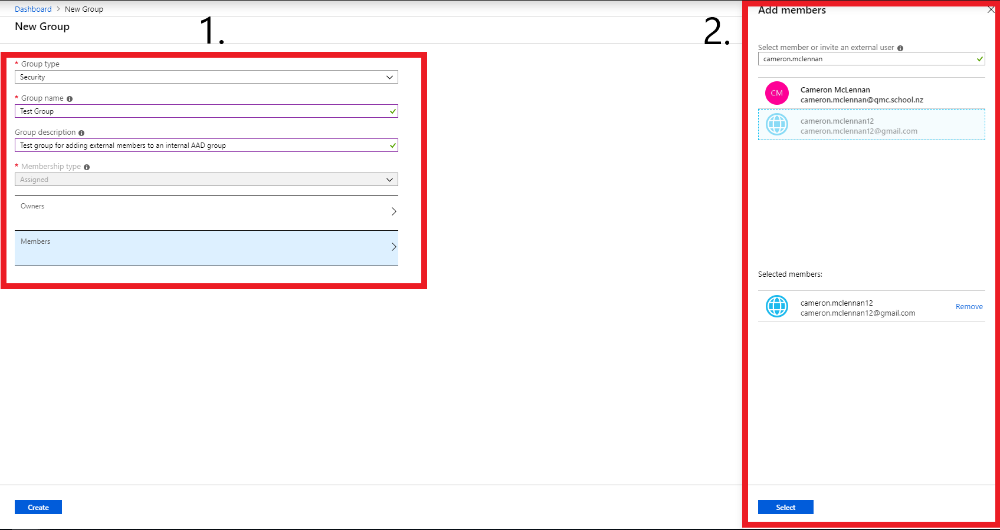 Dashboard > New Group
New Group
1.
* Group type
Security
* Group name
Test Group
Group description
Test group for adding external members to an internal AAD group
* Membership type
Assigned
Owners
Members
Create
2.
Add members
Select member or invite an external user
cameron.mclennan
CM
Cameron McLennan
cameron.mclennan@qmc.school.nz
cameron.mclennan12
cameron.mclennan12@gmail.com
Selected members:
cameron.mclennan12
cameron.mclennan12@gmail.com
Remove
Select